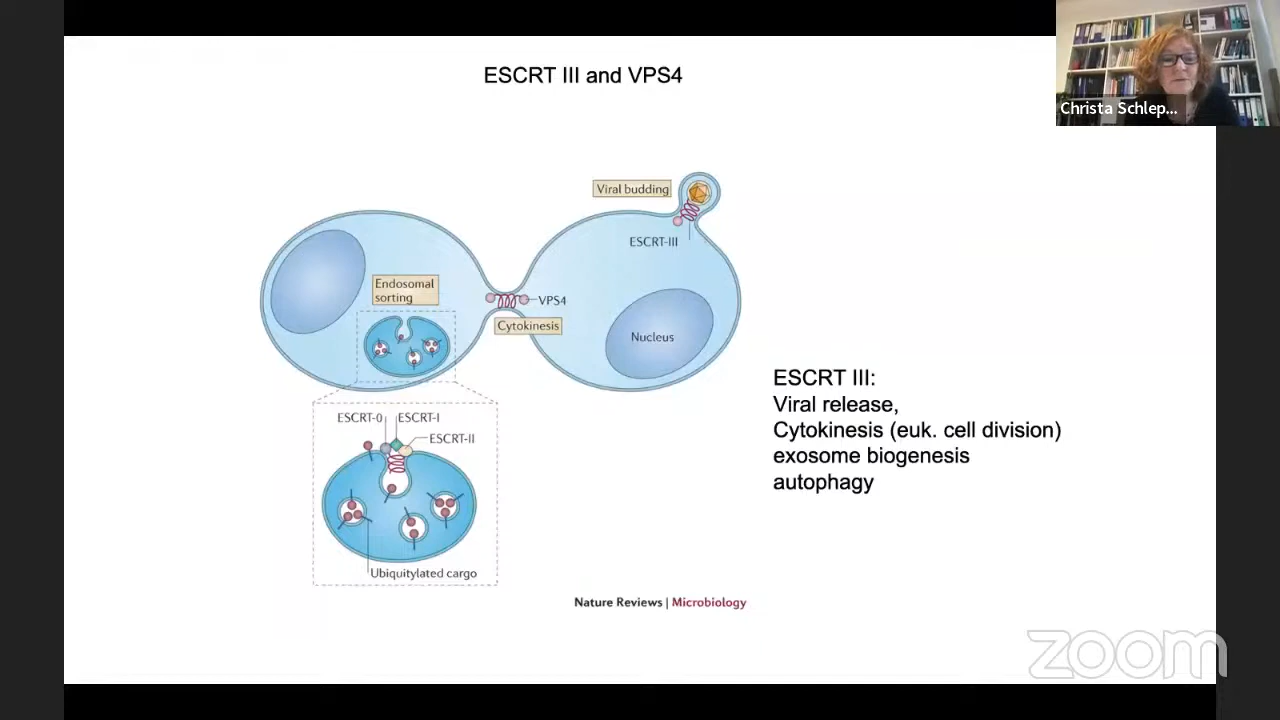 ESCRT III and VPS4
Christa Schlep...
Viral budding
ESCRT-III
Endosomal
sorting
VPS4
Cytokinesis
Nucleus
ESCRT III:
Viral release,
Cytokinesis (euk. cell division)
exosome biogenesis
autophagy
ESCRT-0 ESCRT-I
ESCRT-II
Ubiquitylated cargo
Nature Reviews | Microbiology
zoom